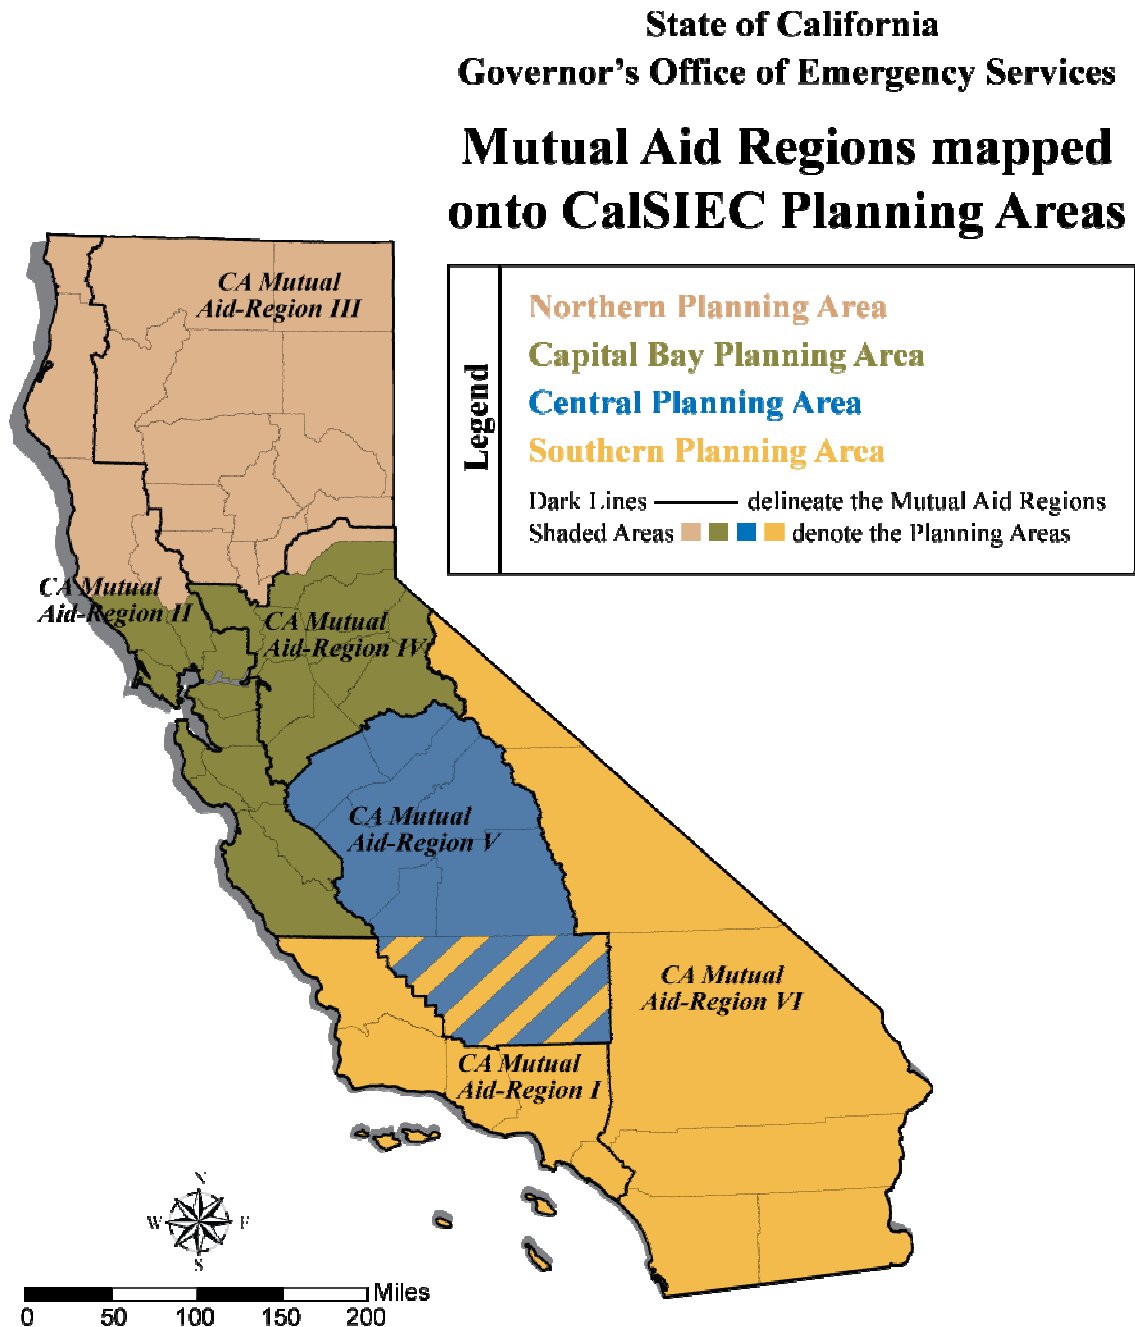 State of California
Governor's Office of Emergency Services
Mutual Aid Regions mapped
onto CalSIEC Planning Areas
Legend
Northern Planning Area
Capital Bay Planning Area
Central Planning Area
Southern Planning Area
Dark Lines delineate the Mutual Aid Regions
Shaded Areas denote the Planning Areas
CA Mutual
Aid-Region III
CA Mutual
Aid-Region II
CA Mutual
Aid-Region IV
CA Mutual
Aid-Region V
CA Mutual
Aid-Region VI
CA Mutual
Aid-Region I
N
W E
S
Miles
0 50 100 150 200